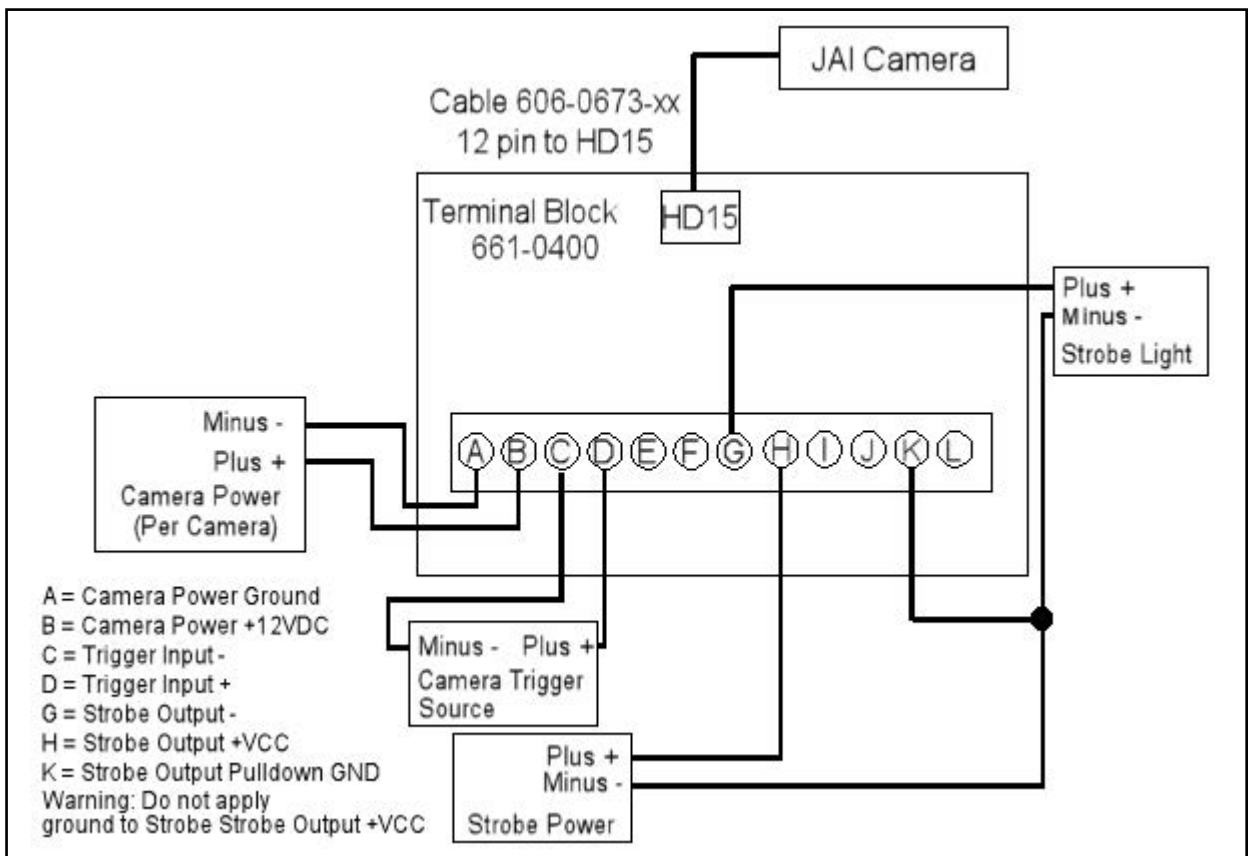 JAI Camera
Cable 606-0673-xx
12 pin to HD15
Terminal Block
661-0400
HD15
Plus +
Minus -
Strobe Light
Minus -
Plus +
Camera Power
(Per Camera)
A B C D E F G H I J K L
A = Camera Power Ground
B = Camera Power +12VDC
C = Trigger Input -
D = Trigger Input +
G = Strobe Output -
H = Strobe Output +VCC
K = Strobe Output Pulldown GND
Warning: Do not apply
ground to Strobe Strobe Output +VCC
Minus - Plus +
Camera Trigger
Source
Plus +
Minus -
Strobe Power